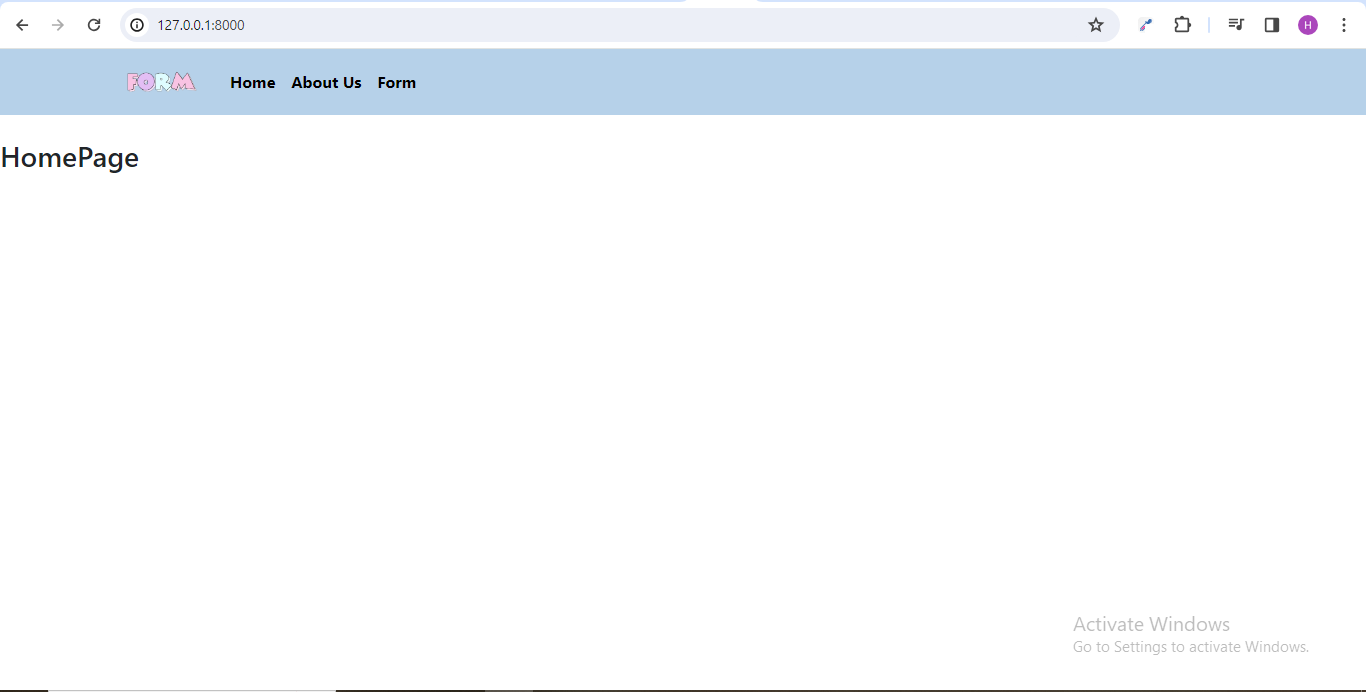 127.0.0.1:8000
H
FORM Home About Us Form
HomePage
Activate Windows
Go to Settings to activate Windows.